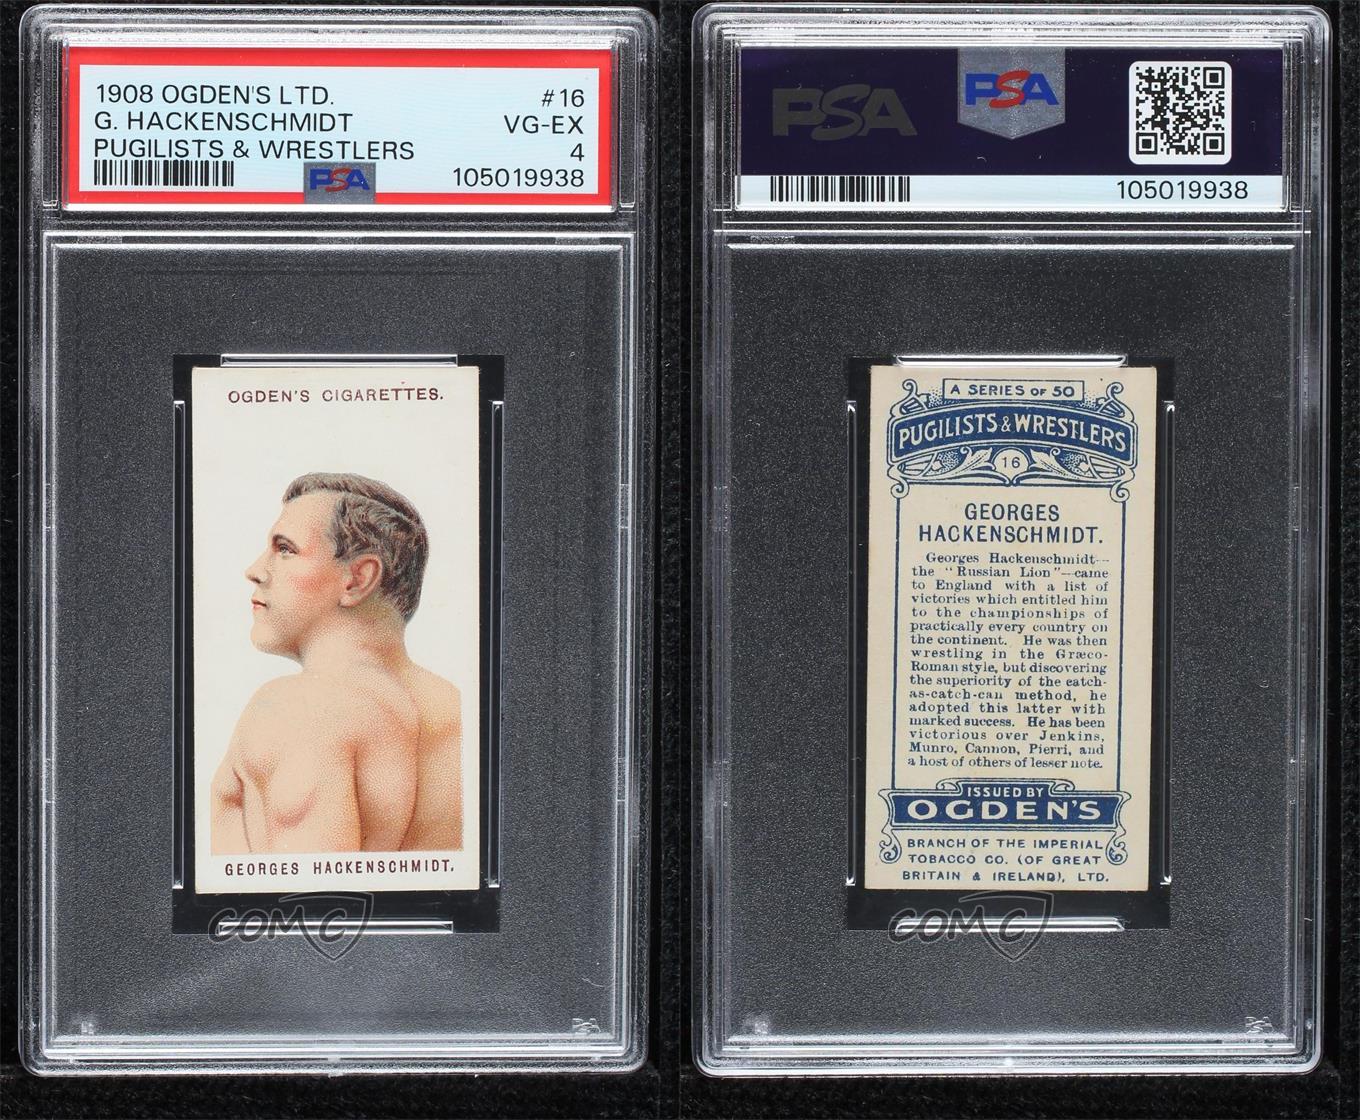 1908 OGDEN'S LTD. #16
G. HACKENSCHMIDT VG-EX
PUGILISTS & WRESTLERS 4
PSA 105019938
OGDEN'S CIGARETTES.
GEORGES HACKENSCHMIDT.
COMC
PSA PSA
105019938
A SERIES OF 50
PUGILISTS & WRESTLERS
16
GEORGES
HACKENSCHMIDT.
Georges Hackenschmidt—
the "Russian Lion"—came
to England with a list of
victories which entitled him
to the championships of
practically every country on
the continent. He was then
wrestling in the Græco-
Roman style, but discovering
the superiority of the catch-
as-catch-can method, he
adopted this latter with
marked success. He has been
victorious over Jenkins,
Munro, Cannon, Pierri, and
a host of others of lesser note.
ISSUED BY
OGDEN'S
BRANCH OF THE IMPERIAL
TOBACCO CO. (OF GREAT
BRITAIN & IRELAND), LTD.
COMC